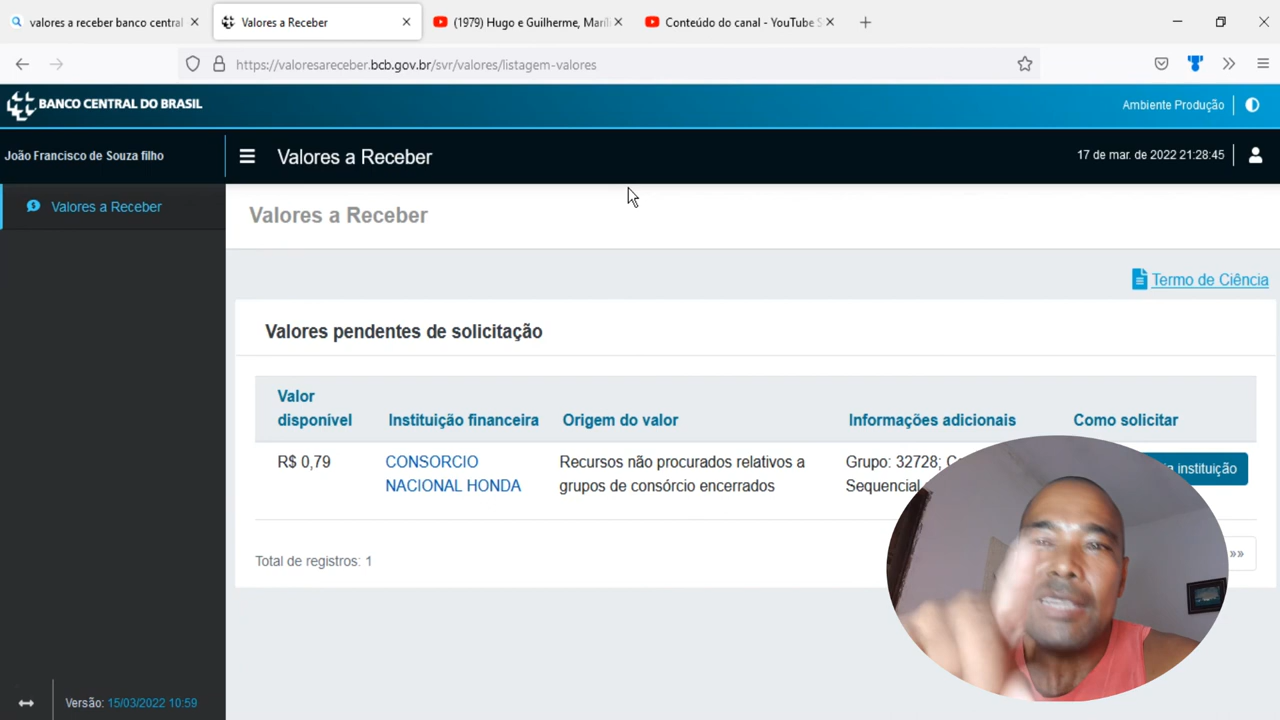 valores a receber banco central
Valores a Receber
(1979) Hugo e Guilherme, Maríl
Conteúdo do canal - YouTube S
https://valoresareceber.bcb.gov.br/svr/valores/listagem-valores
BANCO CENTRAL DO BRASIL
Ambiente Produção
João Francisco de Souza filho
Valores a Receber
17 de mar. de 2022 21:28:45
Valores a Receber
Valores a Receber
Termo de Ciência
Valores pendentes de solicitação
Valor disponível
Instituição financeira
Origem do valor
Informações adicionais
Como solicitar
R$ 0,79
CONSORCIO
NACIONAL HONDA
Recursos não procurados relativos a
grupos de consórcio encerrados
Grupo: 32728;
Sequencial
instituição
Total de registros: 1
»»
Versão: 15/03/2022 10:59